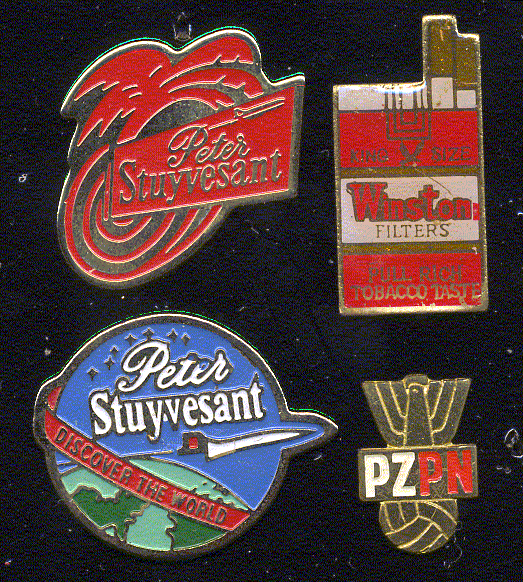 Peter
Stuyvesant
KING SIZE
Winston
FILTERS
FULL RICH
TOBACCO TASTE
Peter
Stuyvesant
DISCOVER THE WORLD
PZPN